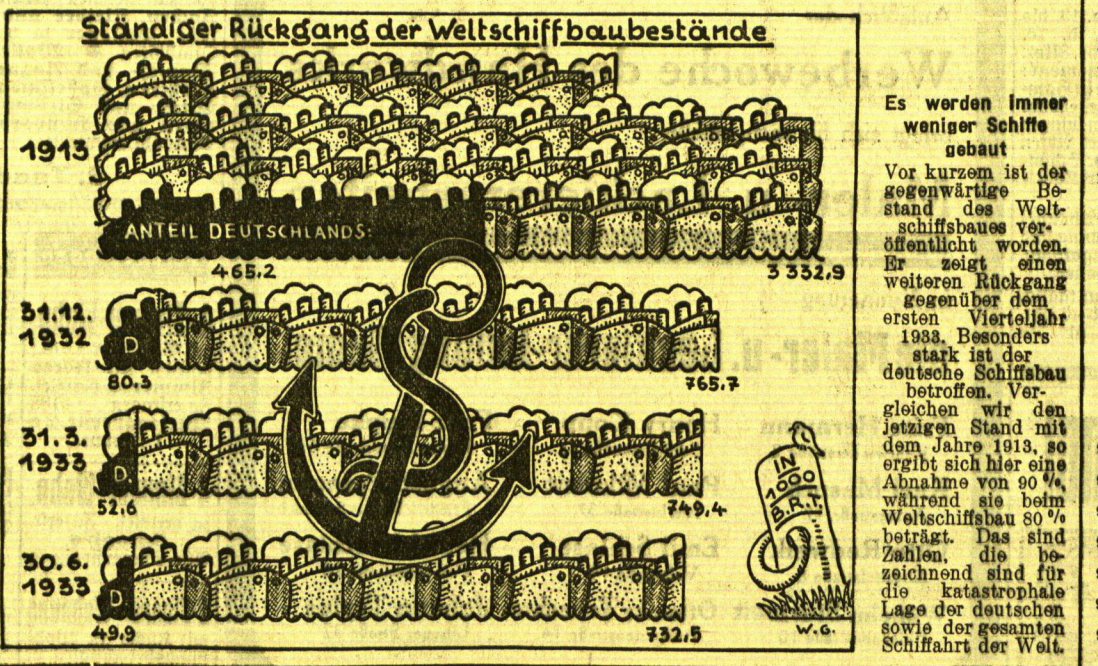 Ständiger Rückgang der Weltschiffbaubestände
1913
ANTEIL DEUTSCHLANDS:
465.2
3 332,9
31.12.
1932
D
80.3
765.7
31. 3.
1933
D
52,6
749,4
30.6.
1933
D
49.9
732,5
IN
1000
B.R.T.
W.G.
Es werden immer
weniger Schiffe
gebaut
Vor kurzem ist der
gegenwärtige Be-
stand des Welt-
schiffsbaues ver-
öffentlicht worden.
Er zeigt einen
weiteren Rückgang
gegenüber dem
ersten Vierteljahr
1933. Besonders
stark ist der
deutsche Schiffsbau
betroffen. Ver-
gleichen wir den
jetzigen Stand mit
dem Jahre 1913, so
ergibt sich hier eine
Abnahme von 90 %,
während sie beim
Weltschiffsbau 80 %
beträgt. Das sind
Zahlen, die be-
zeichnend sind für
die katastrophale
Lage der deutschen
sowie der gesamten
Schiffahrt der Welt.